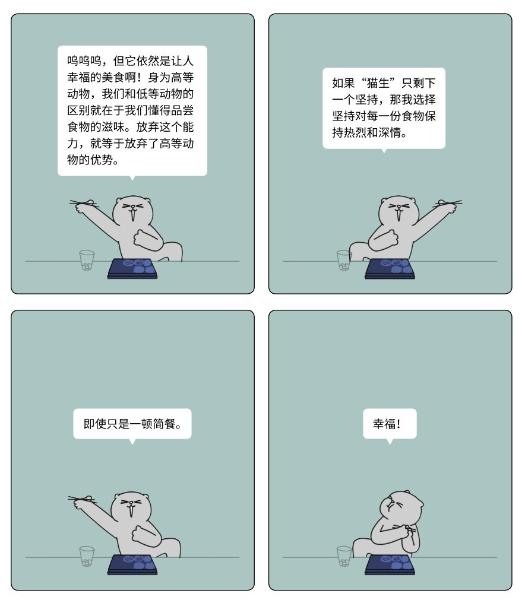 呜呜呜，但它依然是让人
幸福的美食啊！身为高等
动物，我们和低等动物的
区别就在于我们懂得品尝
食物的滋味。放弃这个能
力，就等于放弃了高等动
物的优势。
如果“猫生”只剩下
一个坚持，那我选择
坚持对每一份食物保
持热烈和深情。
即使只是一顿简餐。
幸福！